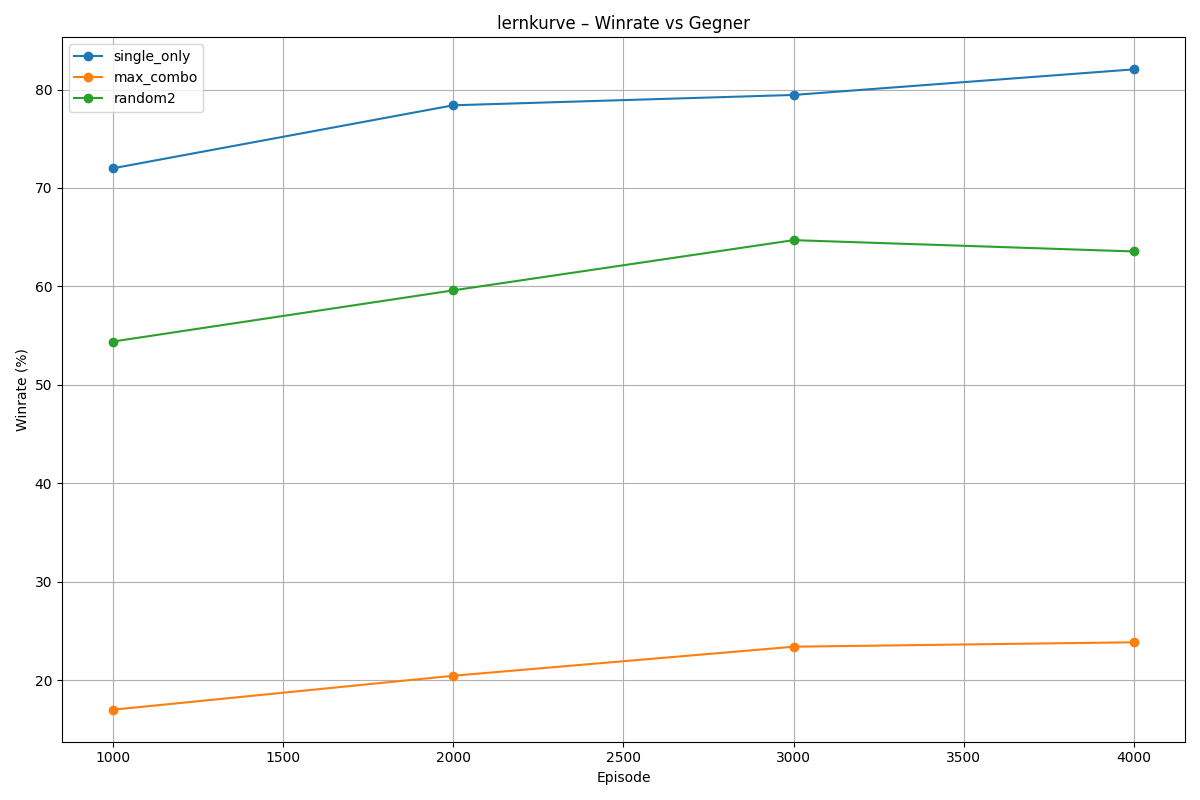 lernkurve – Winrate vs Gegner
single_only
max_combo
random2
Winrate (%)
80
70
60
50
40
30
20
1000 1500 2000 2500 3000 3500 4000
Episode